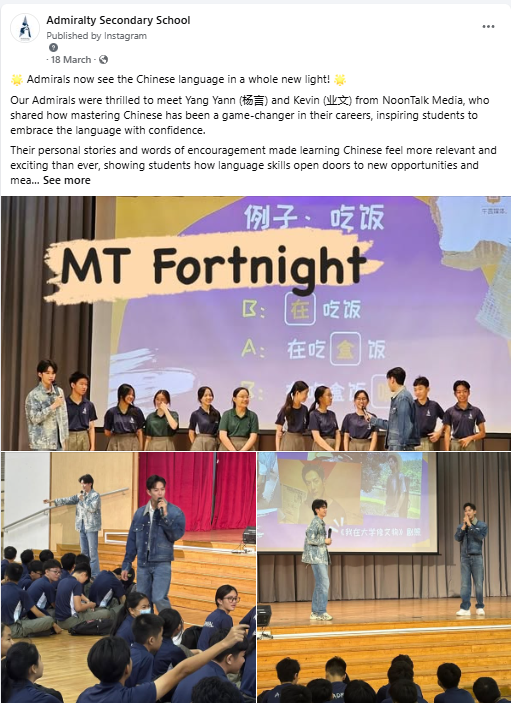 Admiralty Secondary School
Published by Instagram
· 18 March ·
🌟 Admirals now see the Chinese language in a whole new light! 🌟
Our Admirals were thrilled to meet Yang Yann (杨言) and Kevin (业文) from NoonTalk Media, who
shared how mastering Chinese has been a game-changer in their careers, inspiring students to
embrace the language with confidence.
Their personal stories and words of encouragement made learning Chinese feel more relevant and
exciting than ever, showing students how language skills open doors to new opportunities and
mea... See more
例子、吃饭
MT Fortnight
B: 在 吃饭
A: 在吃 盒 饭